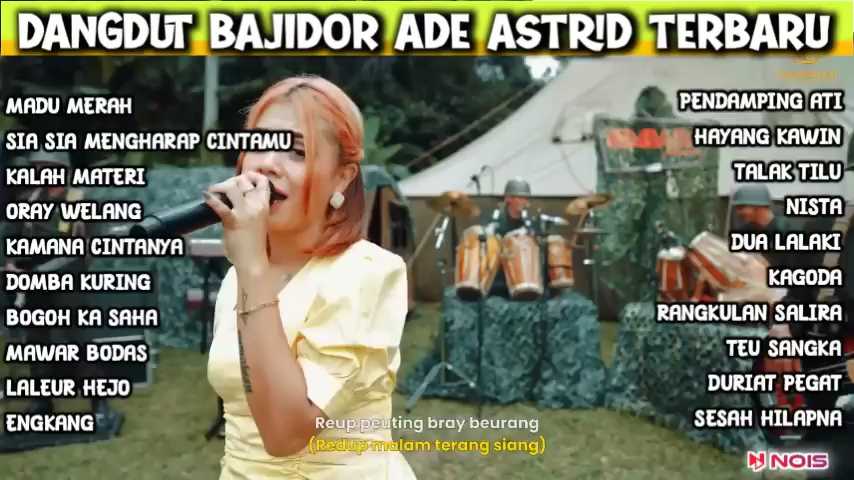 DANGDUT BAJIDOR ADE ASTRID TERBARU
MADU MERAH
SIA SIA MENGHARAP CINTAMU
KALAH MATERI
ORAY WELANG
KAMANA CINTANYA
DOMBA KURING
BOGOH KA SAHA
MAWAR BODAS
LALEUR HEJO
ENGKANG
PENDAMPING ATI
HAYANG KAWIN
TALAK TILU
NISTA
DUA LALAKI
KAGODA
RANGKULAN SALIRA
TEU SANGKA
DURIAT PEGAT
SESAH HILAPNA
Reup peuting bray beurang
(Redup malam terang siang)
NOIS